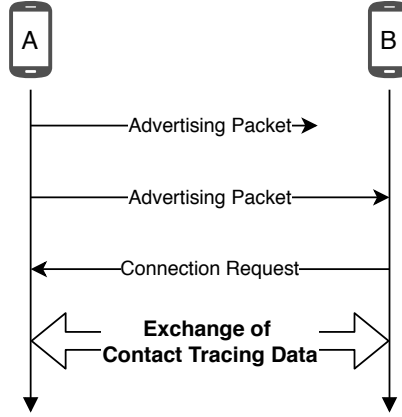 A
B
Advertising Packet
Advertising Packet
Connection Request
Exchange of
Contact Tracing Data